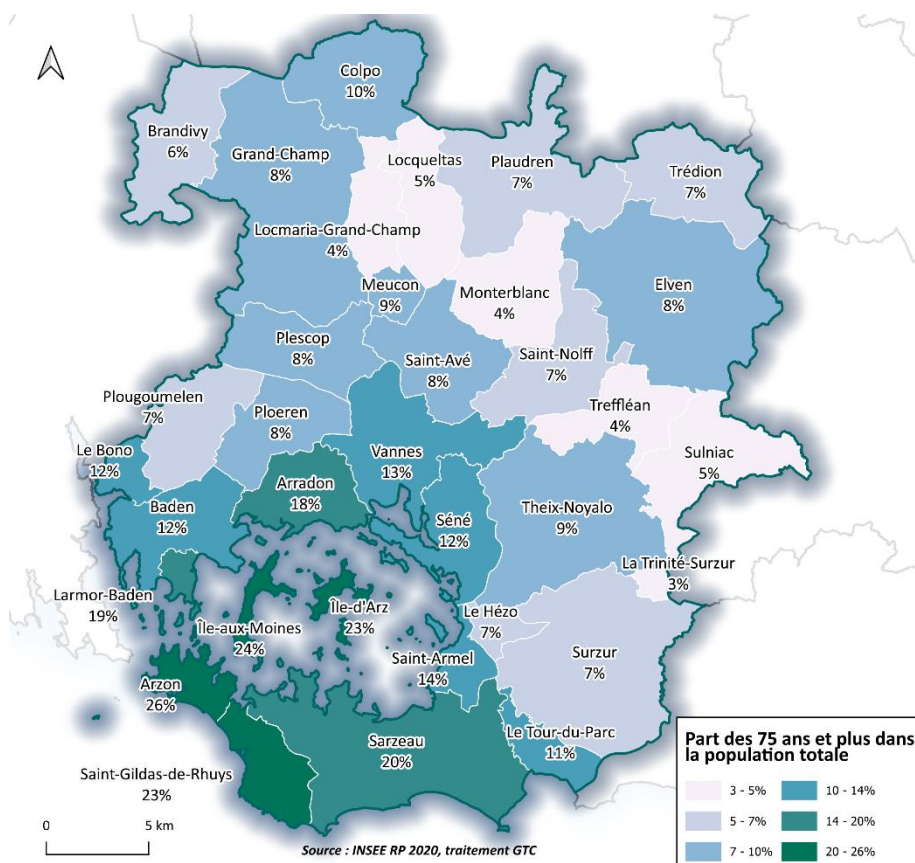 Colpo
10%
Brandivy
6%
Grand-Champ
8%
Locqueltas
5%
Plaudren
7%
Trédion
7%
Locmaria-Grand-Champ
4%
Meucon
9%
Monterblanc
4%
Elven
8%
Plescop
8%
Saint-Avé
8%
Saint-Nolff
7%
Plougoumelen
7%
Ploeren
8%
Treffléan
4%
Le Bono
12%
Vannes
13%
Sulniac
5%
Arradon
18%
Baden
12%
Séné
12%
Theix-Noyalo
9%
La Trinité-Surzur
3%
Larmor-Baden
19%
Île-aux-Moines
24%
Île-d'Arz
23%
Le Hézo
7%
Saint-Armel
14%
Surzur
7%
Arzon
26%
Sarzeau
20%
Le Tour-du-Parc
11%
Saint-Gildas-de-Rhuys
23%
Part des 75 ans et plus dans
la population totale
3 - 5%
10 - 14%
5 - 7%
14 - 20%
7 - 10%
20 - 26%
0
5 km
Source : INSEE RP 2020, traitement GTC